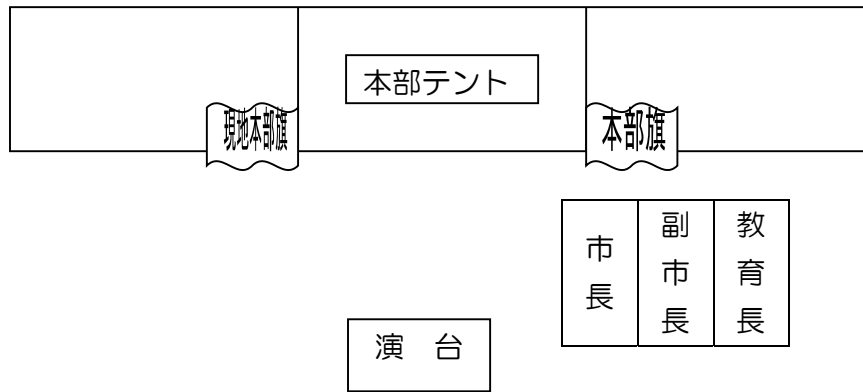 本部テント
現地本部旗
本部旗
市長
副市長
教育長
演　台